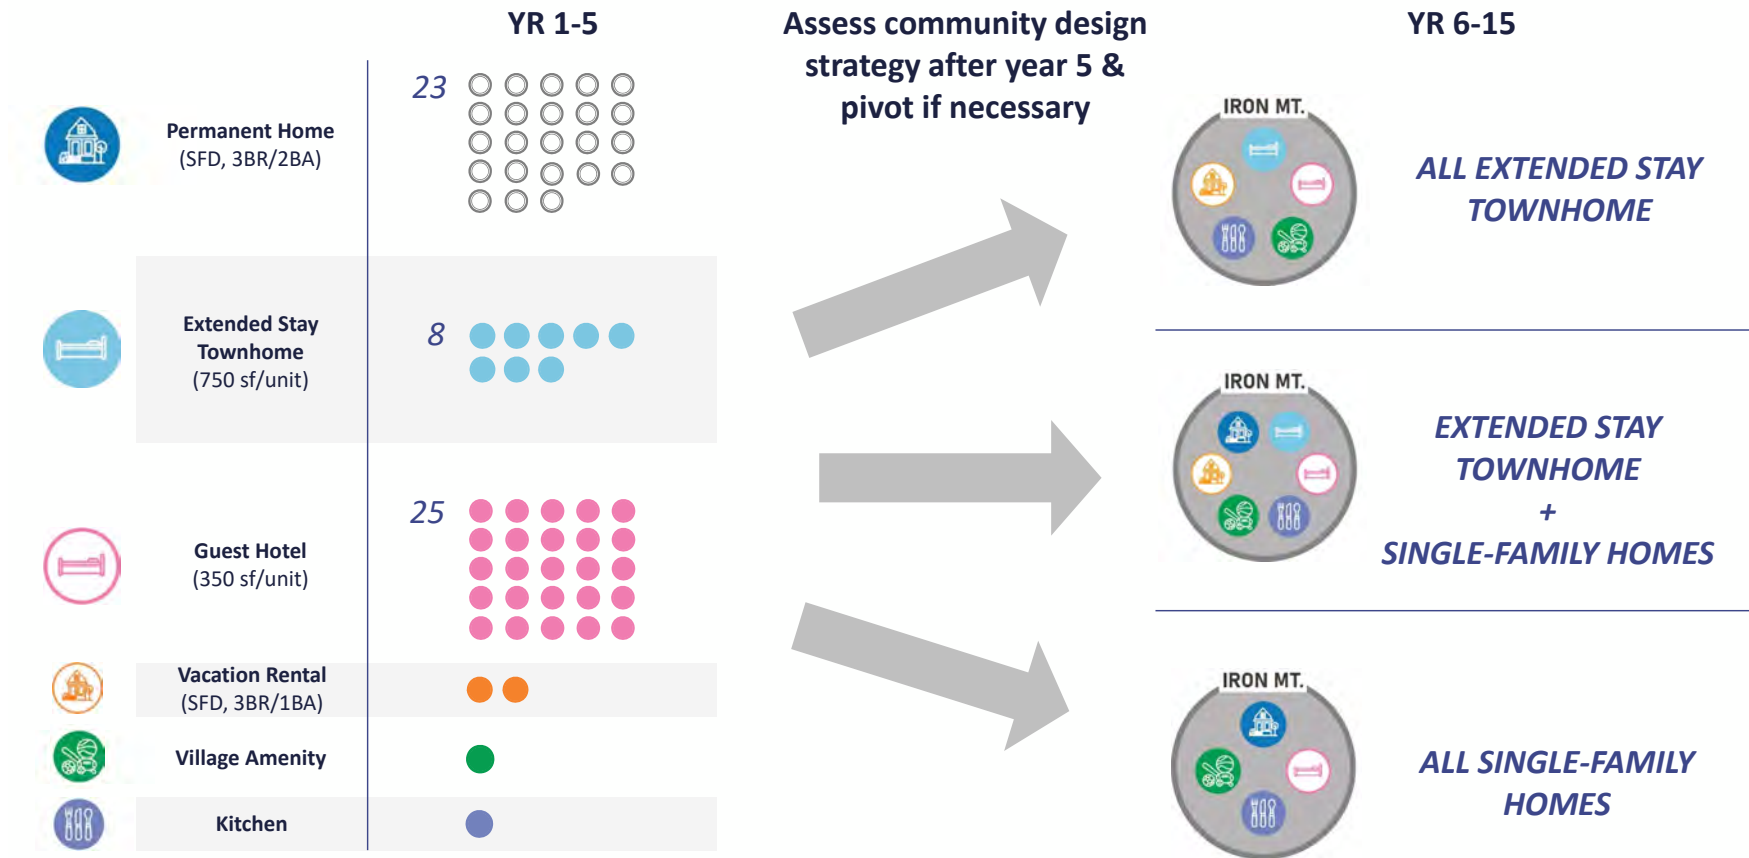 YR 1-5
Assess community design
strategy after year 5 &
pivot if necessary
YR 6-15
23
Permanent Home
(SFD, 3BR/2BA)
8
Extended Stay
Townhome
(750 sf/unit)
25
Guest Hotel
(350 sf/unit)
Vacation Rental
(SFD, 3BR/1BA)
Village Amenity
Kitchen
IRON MT.
ALL EXTENDED STAY
TOWNHOME
IRON MT.
EXTENDED STAY
TOWNHOME
+
SINGLE-FAMILY HOMES
IRON MT.
ALL SINGLE-FAMILY
HOMES